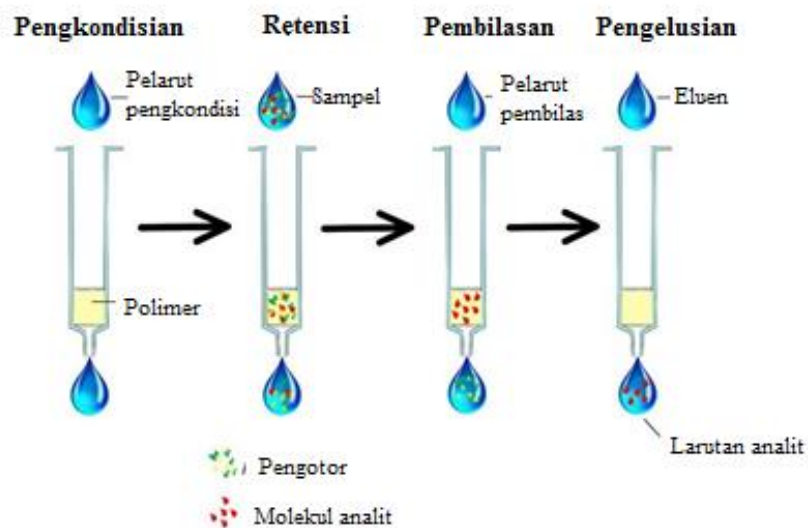 Pengkondisian
Retensi
Pembilasan
Pengelusian
Pelarut
pengkondisi
Sampel
Pelarut
pembilas
Eluen
Polimer
Larutan analit
Pengotor
Molekul analit